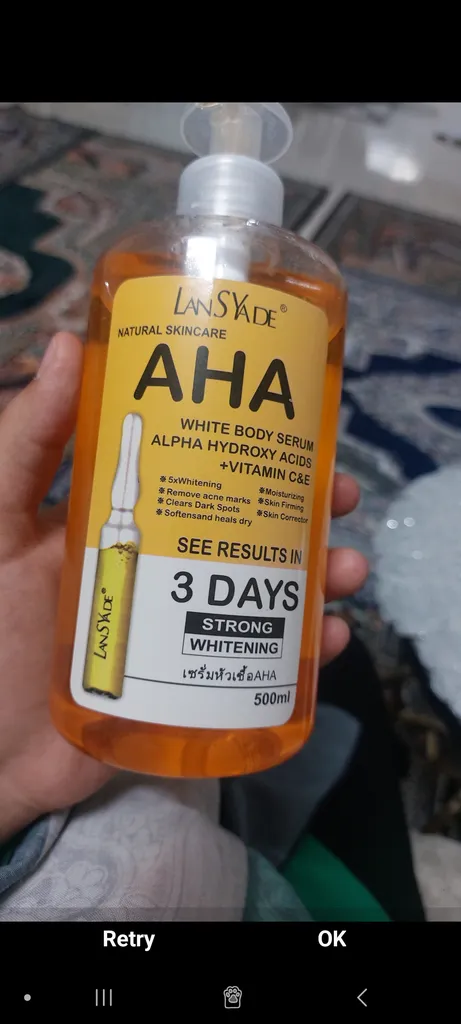 LANSYADE®
NATURAL SKINCARE
AHA
WHITE BODY SERUM
ALPHA HYDROXY ACIDS
+VITAMIN C&E
※5xWhitening
※Remove acne marks
※Clears Dark Spots
※Softensand heals dry
※Moisturizing
※Skin Firming
※Skin Corrector
SEE RESULTS IN
3 DAYS
STRONG
WHITENING
LANSYADE®
เซรั่มหัวเชื้อAHA
500ml
Retry
OK